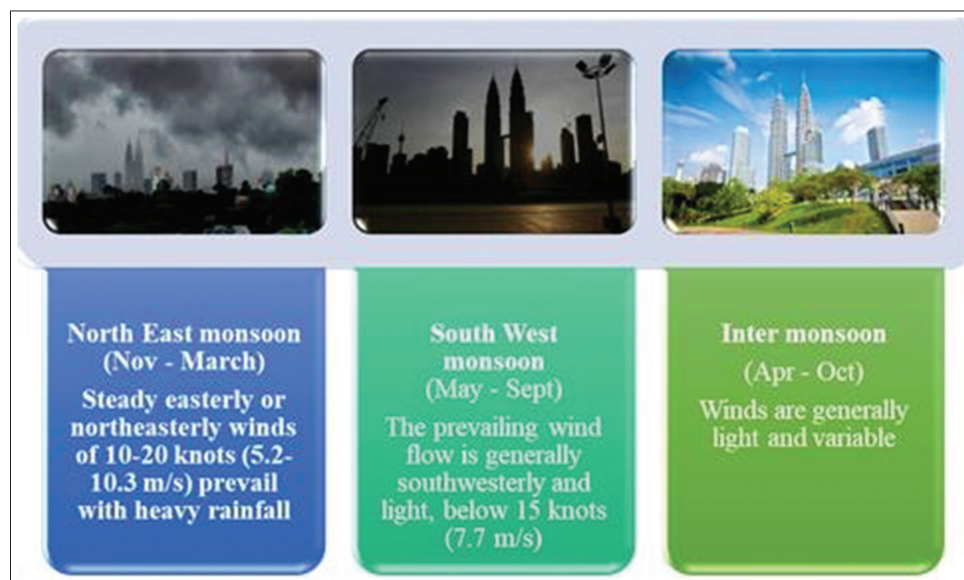 North East monsoon
(Nov - March)
Steady easterly or
northeasterly winds
of 10-20 knots (5.2-
10.3 m/s) prevail
with heavy rainfall
South West
monsoon
(May - Sept)
The prevailing wind
flow is generally
southwesterly and
light, below 15 knots
(7.7 m/s)
Inter monsoon
(Apr - Oct)
Winds are generally
light and variable